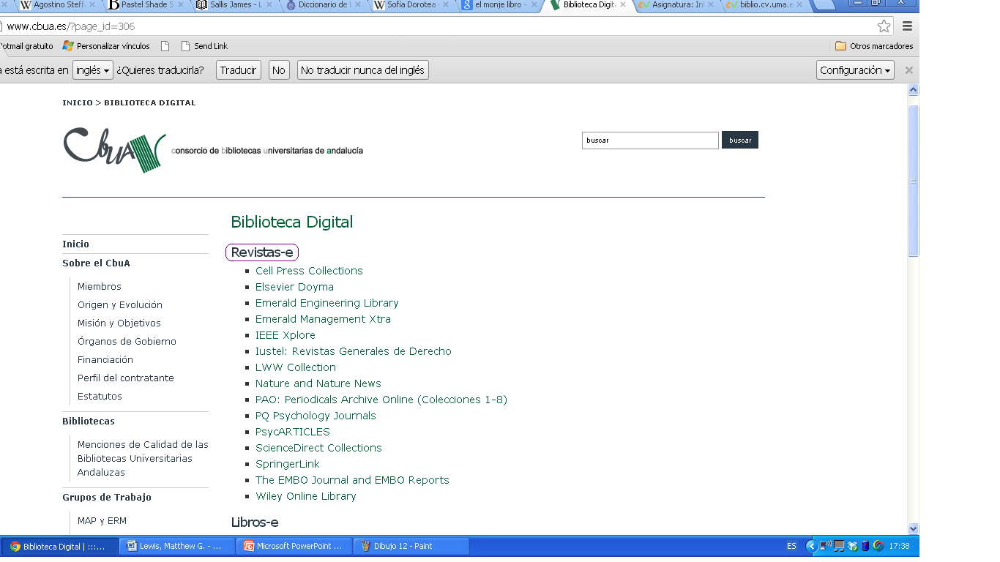 Agostino Steff
Pastel Shade S
Sallis James - L
Diccionario de
Sofía Dorotea
el monje libro -
Biblioteca Digit
Asignatura: In
biblio.cv.uma.e
www.cbua.es/?page_id=306
otmail gratuito
Personalizar vínculos
Send Link
Otros marcadores
a está escrita en inglés ¿Quieres traducirla? Traducir No No traducir nunca del inglés Configuración
INICIO > BIBLIOTECA DIGITAL
CbuA consorcio de bibliotecas universitarias de andalucía
buscar buscar
Inicio
Sobre el CbuA
Miembros
Origen y Evolución
Misión y Objetivos
Órganos de Gobierno
Financiación
Perfil del contratante
Estatutos
Bibliotecas
Menciones de Calidad de las
Bibliotecas Universitarias
Andaluzas
Grupos de Trabajo
MAP y ERM
Biblioteca Digital
Revistas-e
Cell Press Collections
Elsevier Doyma
Emerald Engineering Library
Emerald Management Xtra
IEEE Xplore
Iustel: Revistas Generales de Derecho
LWW Collection
Nature and Nature News
PAO: Periodicals Archive Online (Colecciones 1-8)
PQ Psychology Journals
PsycARTICLES
ScienceDirect Collections
SpringerLink
The EMBO Journal and EMBO Reports
Wiley Online Library
Libros-e
Biblioteca Digital | :::...
Lewis, Matthew G. - ...
Microsoft PowerPoint ...
Dibujo 12 - Paint
ES
17:38